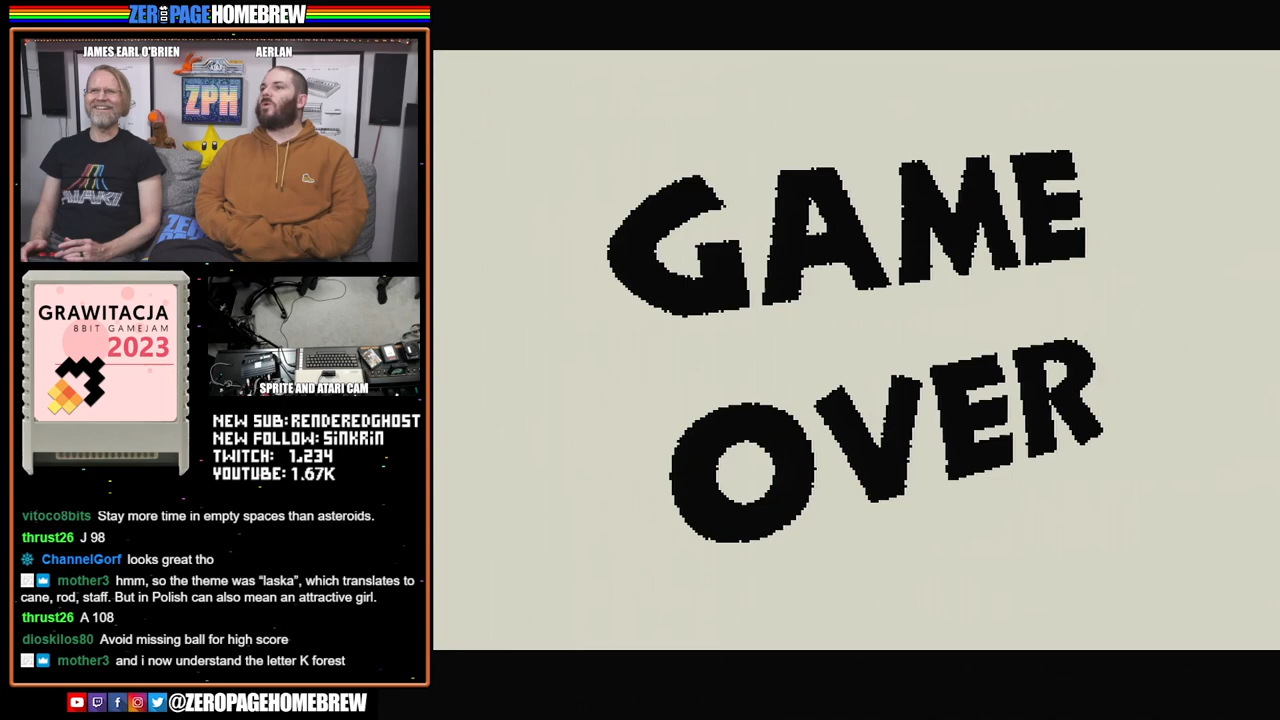 ZEROPAGEHOMEBREW
JAMES EARL O'BRIEN
AERLAN
ZPH
ATARI
GRAWITACJA
8BIT GAMEJAM
2023
SPRITE AND ATARI CAM
NEW SUB: RENDEREDGHOST
NEW FOLLOW: SINKRIN
TWITCH: 1,234
YOUTUBE: 1.67K
vitoco8bits Stay more time in empty spaces than asteroids.
thrust26 J 98
ChannelGorf looks great tho
mother3 hmm, so the theme was “laska”, which translates to
cane, rod, staff. But in Polish can also mean an attractive girl.
thrust26 A 108
dioskilos80 Avoid missing ball for high score
mother3 and i now understand the letter K forest
@ZEROPAGEHOMEBREW
GAME
OVER